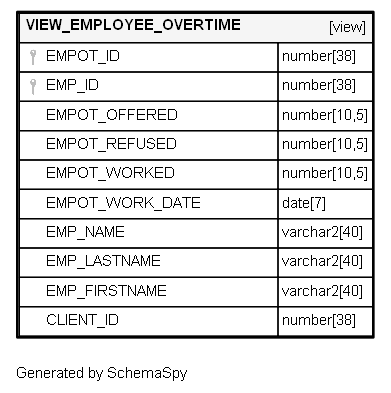 VIEW_EMPLOYEE_OVERTIME [view]
EMPOT_ID number[38]
EMP_ID number[38]
EMPOT_OFFERED number[10,5]
EMPOT_REFUSED number[10,5]
EMPOT_WORKED number[10,5]
EMPOT_WORK_DATE date[7]
EMP_NAME varchar2[40]
EMP_LASTNAME varchar2[40]
EMP_FIRSTNAME varchar2[40]
CLIENT_ID number[38]
Generated by SchemaSpy